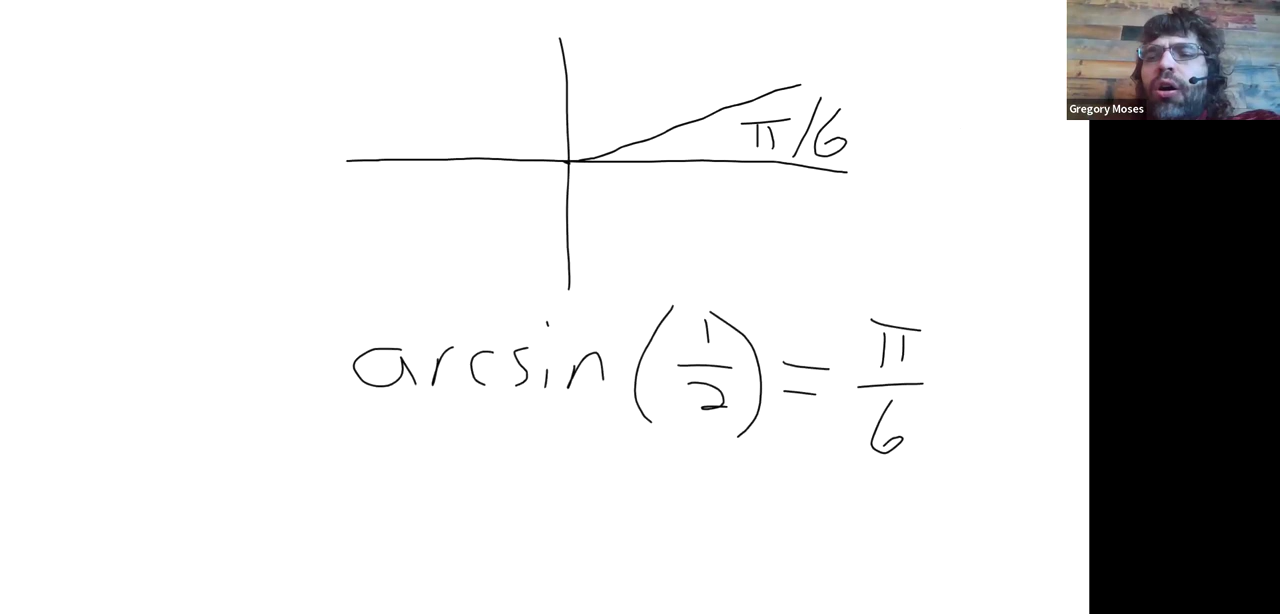 Gregory Moses
π/6
arcsin(1/2) = π/6